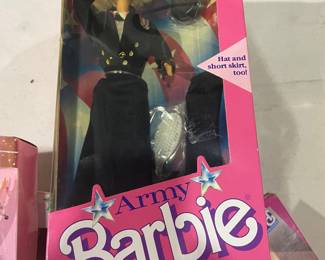 Hat and
short skirt,
too!
Army
Barbie